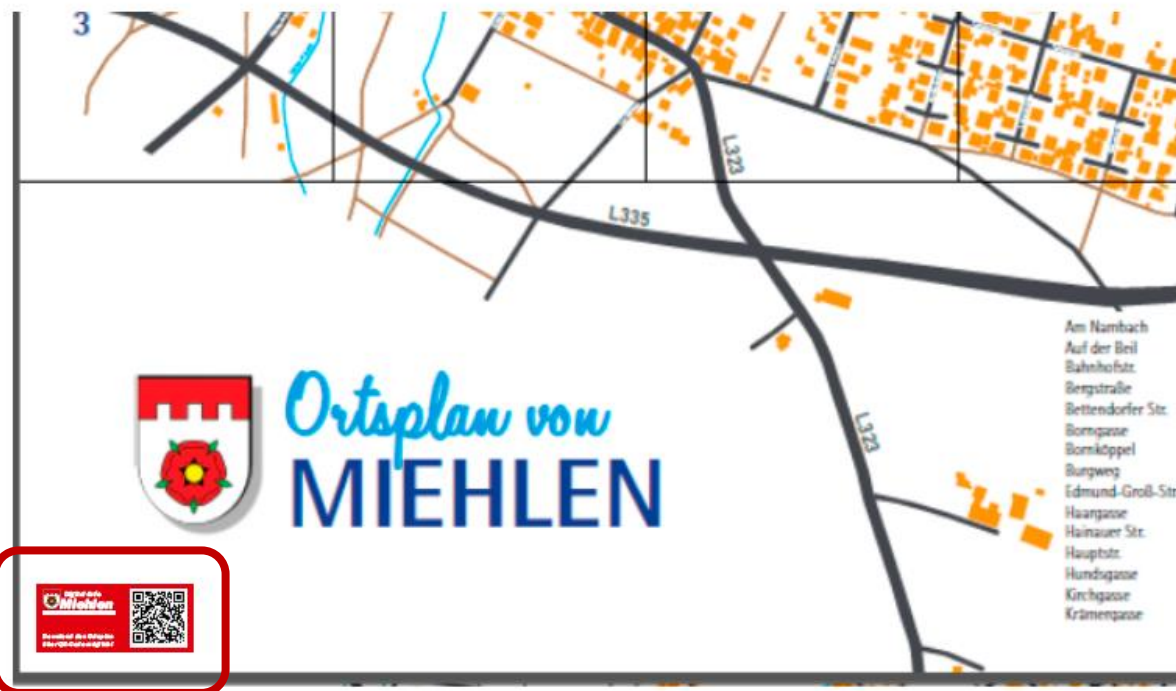 3
L323
L335
L323
Ortsplan von
MIEHLEN
Am Nambach
Auf der Beil
Bahnhofstr.
Bergstraße
Bettendorfer Str.
Borngasse
Bornköppel
Burgweg
Edmund-Groß-Str
Haargasse
Hainauer Str.
Hauptstr.
Hundsgasse
Kirchgasse
Krämergasse
Miehlen